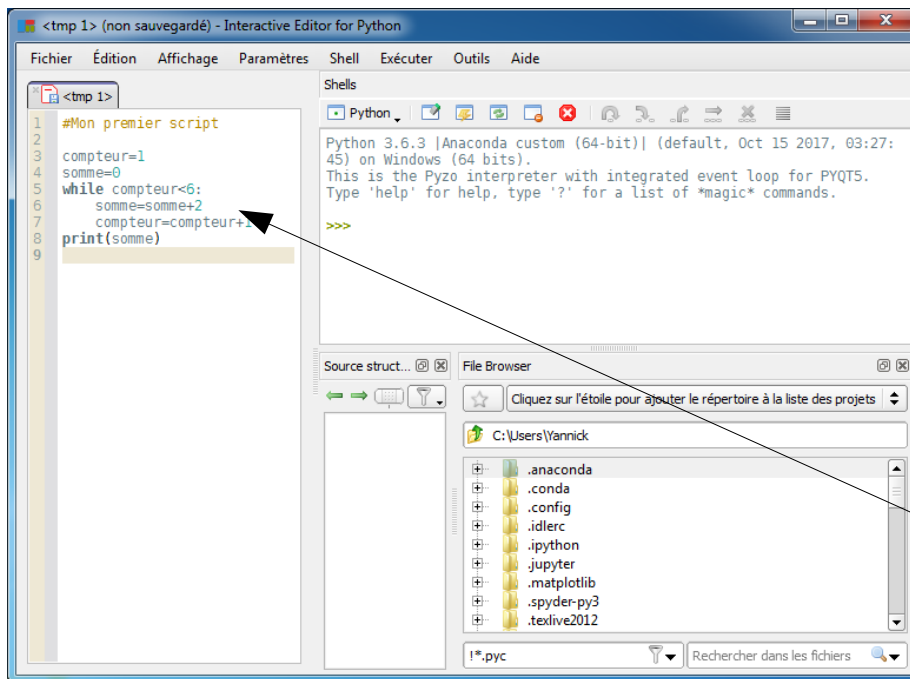 <tmp 1> (non sauvegardé) - Interactive Editor for Python
Fichier Édition Affichage Paramètres Shell Exécuter Outils Aide
<tmp 1>
1 #Mon premier script
2
3 compteur=1
4 somme=0
5 while compteur<6:
6 somme=somme+2
7 compteur=compteur+1
8 print(somme)
9
Shells
Python
Python 3.6.3 |Anaconda custom (64-bit)| (default, Oct 15 2017, 03:27:
45) on Windows (64 bits).
This is the Pyzo interpreter with integrated event loop for PYQT5.
Type 'help' for help, type '?' for a list of *magic* commands.
>>>
Source struct...
File Browser
Cliquez sur l'étoile pour ajouter le répertoire à la liste des projets
C:\Users\Yannick
.anaconda
.conda
.config
.idlerc
.ipython
.jupyter
.matplotlib
.spyder-py3
.texlive2012
!*.pyc
Rechercher dans les fichiers